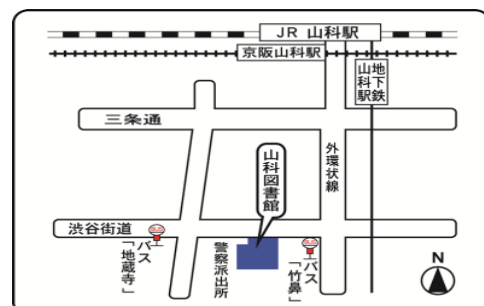 JR 山科駅
京阪山科駅
地下鉄
山科駅
三条通
山科図書館
外環状線
渋谷街道
バス
「地蔵寺」
警察派出所
バス
「竹鼻」
N